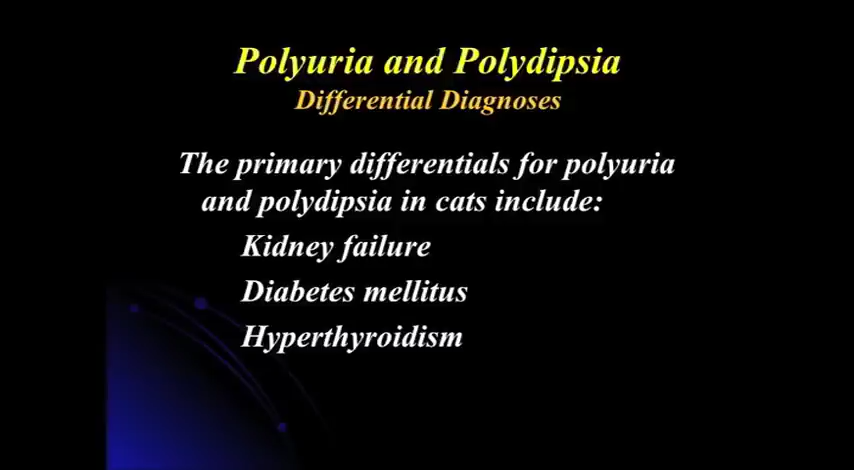 Polyuria and Polydipsia
Differential Diagnoses
The primary differentials for polyuria
and polydipsia in cats include:
Kidney failure
Diabetes mellitus
Hyperthyroidism